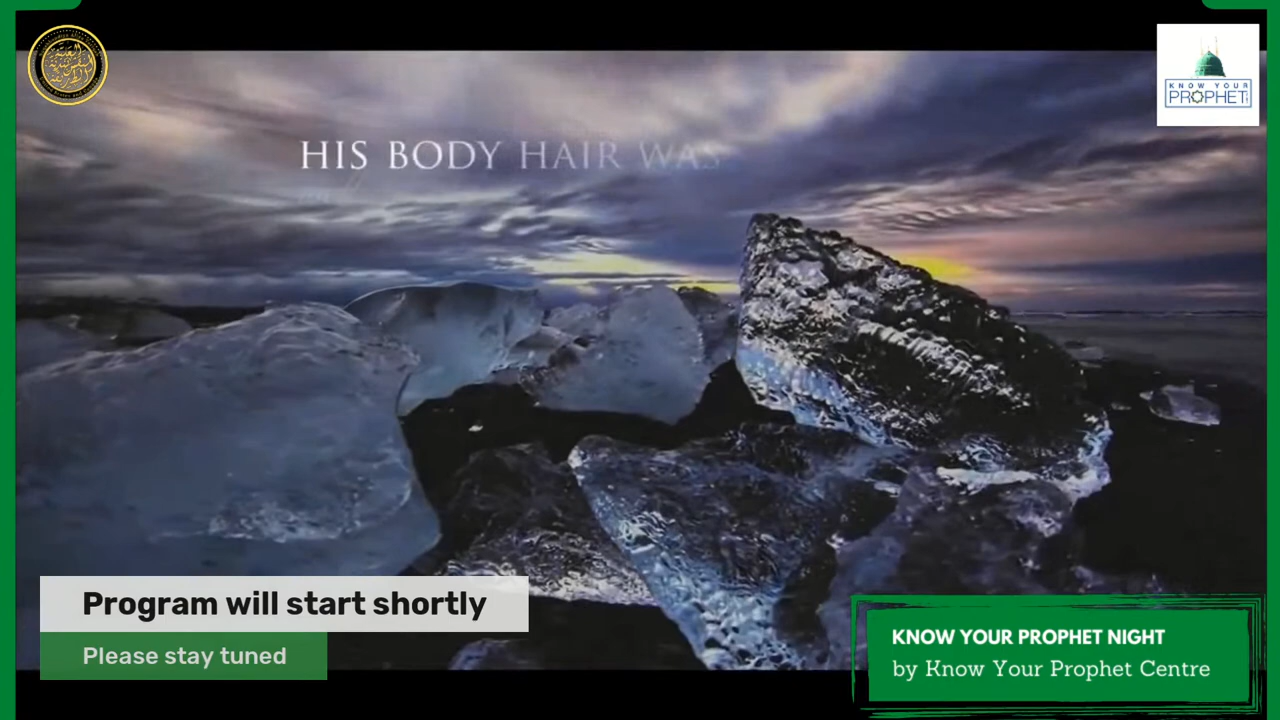 KNOW YOUR
PROPHET
HIS BODY HAIR WAS
Program will start shortly
Please stay tuned
KNOW YOUR PROPHET NIGHT
by Know Your Prophet Centre